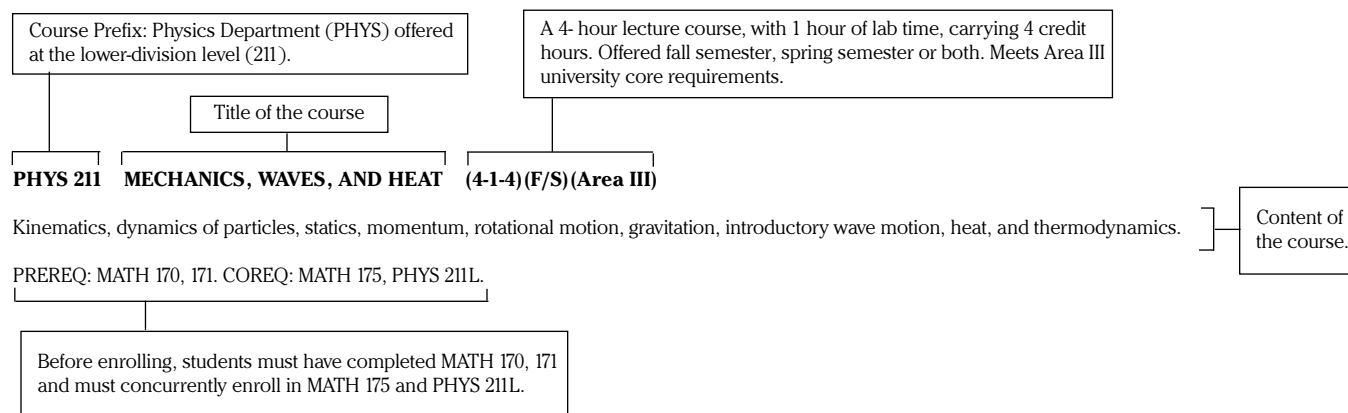 Course Prefix: Physics Department (PHYS) offered
at the lower-division level (211).
A 4- hour lecture course, with 1 hour of lab time, carrying 4 credit
hours. Offered fall semester, spring semester or both. Meets Area III
university core requirements.
Title of the course
PHYS 211 MECHANICS, WAVES, AND HEAT (4-1-4)(F/S)(Area III)
Kinematics, dynamics of particles, statics, momentum, rotational motion, gravitation, introductory wave motion, heat, and thermodynamics.
Content of
the course.
PREREQ: MATH 170, 171. COREQ: MATH 175, PHYS 211L.
Before enrolling, students must have completed MATH 170, 171
and must concurrently enroll in MATH 175 and PHYS 211L.